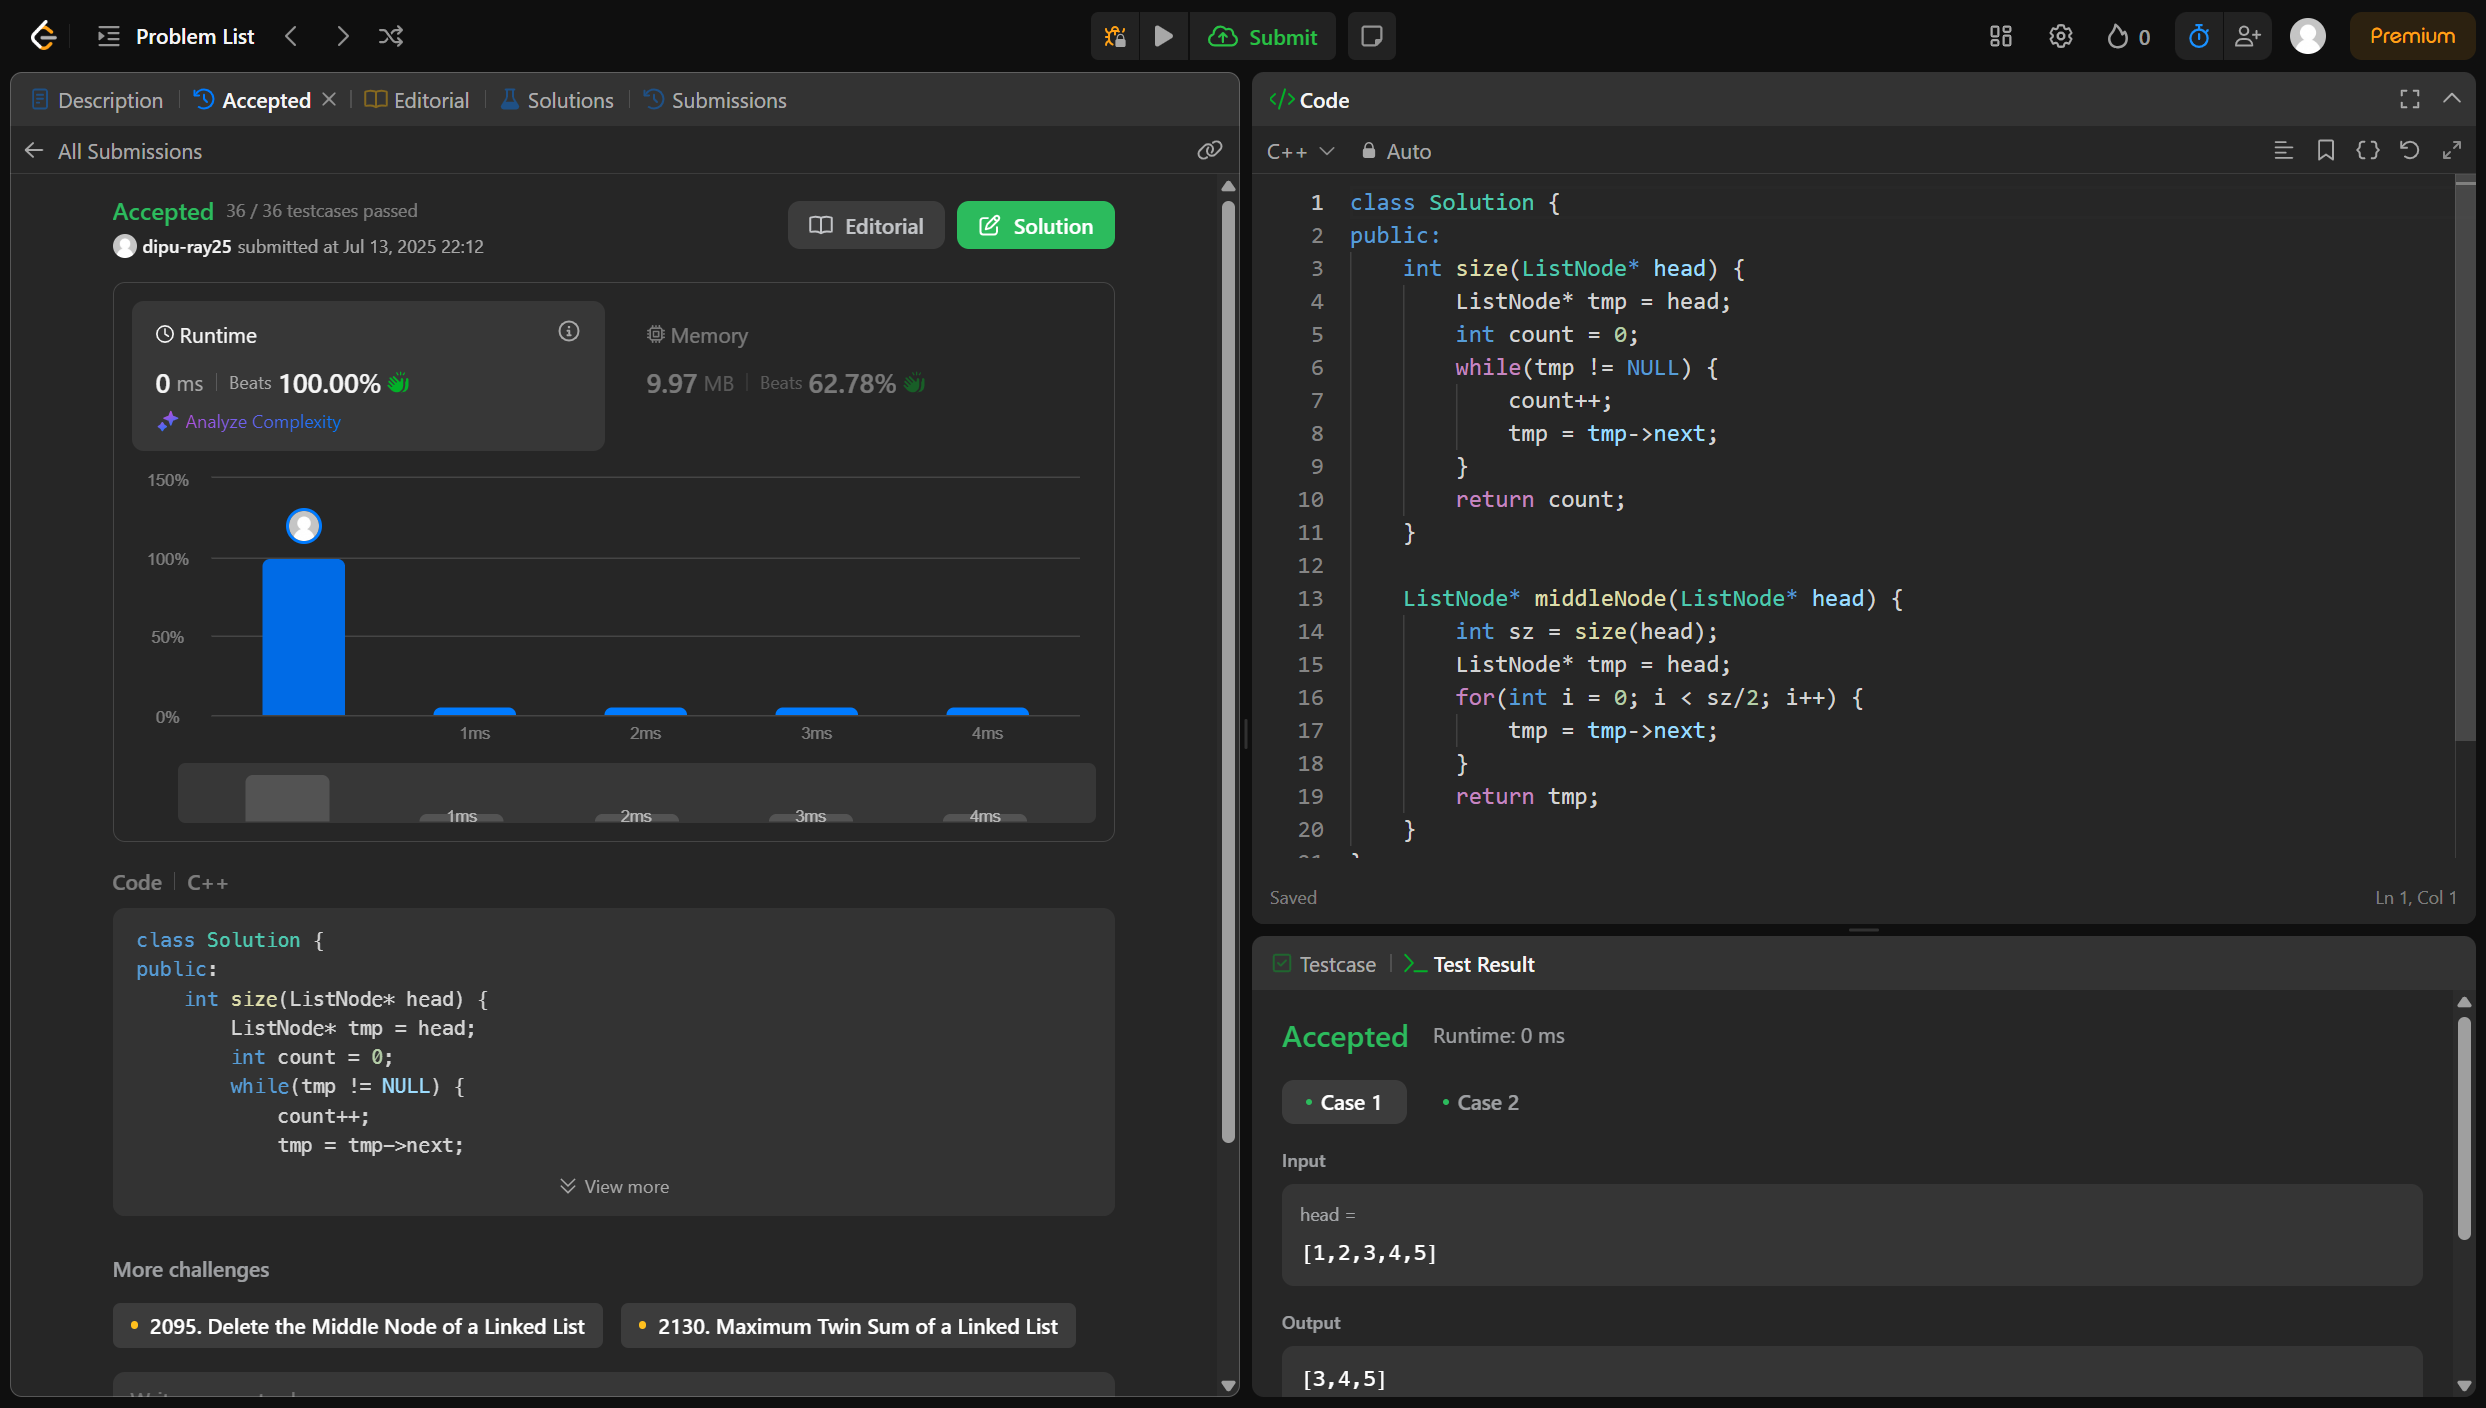 Problem List
Submit
0
Premium
Description
Accepted
Editorial
Solutions
Submissions
All Submissions
Accepted 36 / 36 testcases passed
dipu-ray25 submitted at Jul 13, 2025 22:12
Editorial
Solution
Runtime
0 ms Beats 100.00%
Analyze Complexity
Memory
9.97 MB Beats 62.78%
150%
100%
50%
0%
1ms 2ms 3ms 4ms
1ms 2ms 3ms 4ms
Code C++
class Solution {
public:
    int size(ListNode* head) {
        ListNode* tmp = head;
        int count = 0;
        while(tmp != NULL) {
            count++;
            tmp = tmp->next;
View more
More challenges
2095. Delete the Middle Node of a Linked List
2130. Maximum Twin Sum of a Linked List
</> Code
C++ Auto
1 class Solution {
2 public:
3     int size(ListNode* head) {
4         ListNode* tmp = head;
5         int count = 0;
6         while(tmp != NULL) {
7             count++;
8             tmp = tmp->next;
9         }
10         return count;
11     }
12
13     ListNode* middleNode(ListNode* head) {
14         int sz = size(head);
15         ListNode* tmp = head;
16         for(int i = 0; i < sz/2; i++) {
17             tmp = tmp->next;
18         }
19         return tmp;
20     }
Saved
Ln 1, Col 1
Testcase
Test Result
Accepted Runtime: 0 ms
Case 1
Case 2
Input
head =
[1,2,3,4,5]
Output
[3,4,5]